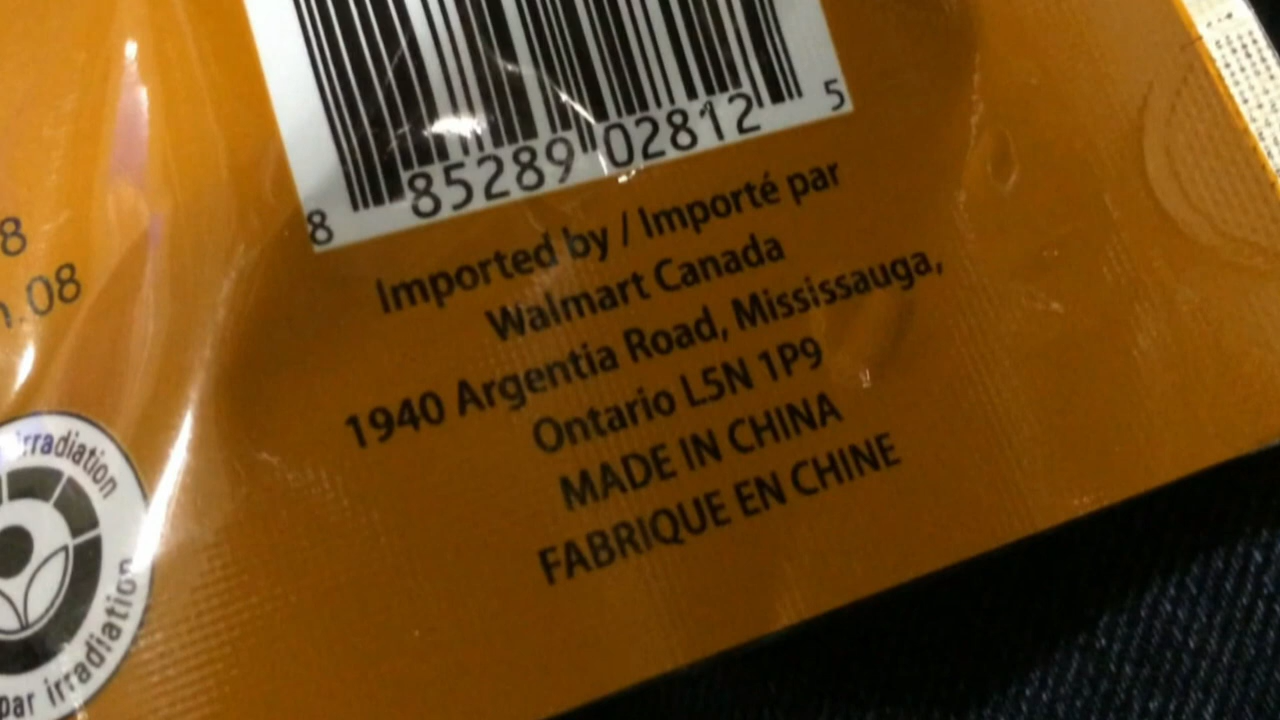 8 85289 02812 5
Imported by / Importé par
Walmart Canada
1940 Argentia Road, Mississauga,
Ontario L5N 1P9
MADE IN CHINA
FABRIQUE EN CHINE
8
.08
irradiation
par irradiation